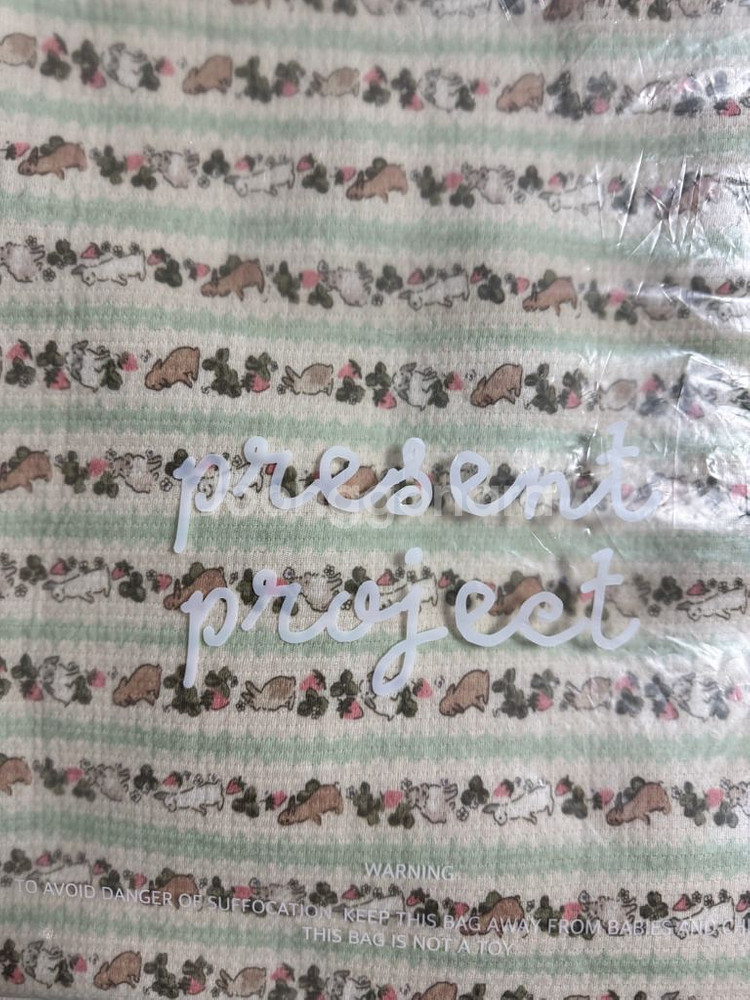 present
project
WARNING
TO AVOID DANGER OF SUFFOCATION, KEEP THIS BAG AWAY FROM BABIES AND
THIS BAG IS NOT A TOY